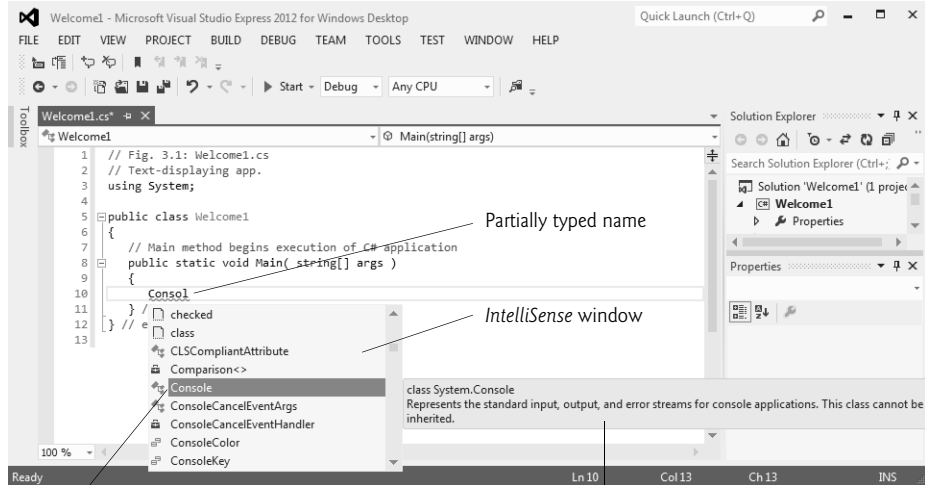 Welcome1 - Microsoft Visual Studio Express 2012 for Windows Desktop
Quick Launch (Ctrl+Q)
FILE EDIT VIEW PROJECT BUILD DEBUG TEAM TOOLS TEST WINDOW HELP
Start Debug Any CPU
Toolbox
Welcome1.cs*
Welcome1
Main(string[] args)
1 // Fig. 3.1: Welcome1.cs
2 // Text-displaying app.
3 using System;
4
5 public class Welcome1
6 {
7 // Main method begins execution of C# application
8 public static void Main( string[] args )
9 {
10 Consol
11 } /
12 } // e
13
Partially typed name
IntelliSense window
checked
class
CLSCompliantAttribute
Comparison<>
Console
ConsoleCancelEventArgs
ConsoleCancelEventHandler
ConsoleColor
ConsoleKey
class System.Console
Represents the standard input, output, and error streams for console applications. This class cannot be
inherited.
Solution Explorer
Search Solution Explorer (Ctrl+;
Solution 'Welcome1' (1 projec
C# Welcome1
Properties
Properties
100 %
Ready
Ln 10 Col 13 Ch 13 INS